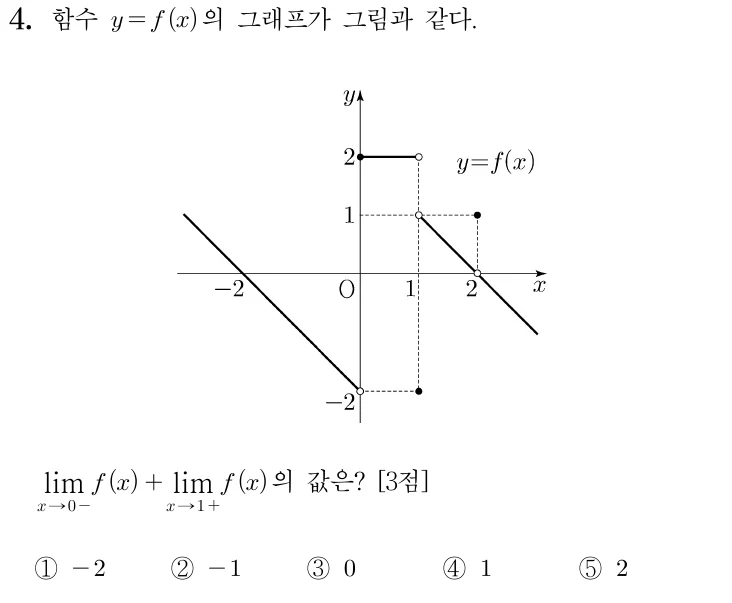 4. 함수 y=f(x)의 그래프가 그림과 같다.
y
2
y=f(x)
1
-2
O
1
2
x
-2
lim f(x)+ lim f(x)의 값은? [3점]
x→0- x→1+
① -2 ② -1 ③ 0 ④ 1 ⑤ 2